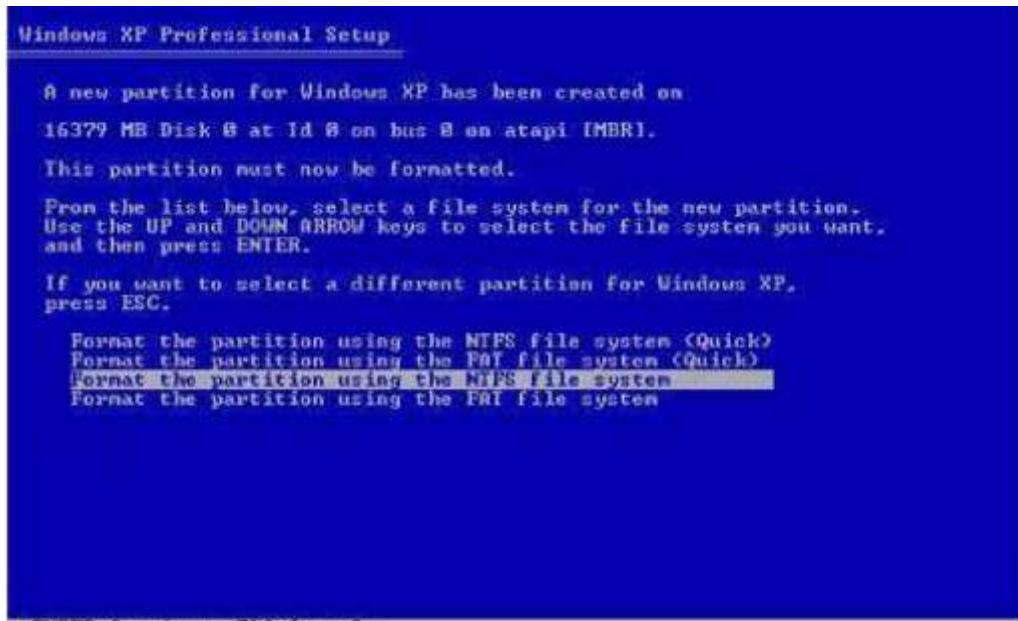 Windows XP Professional Setup
A new partition for Windows XP has been created on
16379 MB Disk 0 at Id 0 on bus 0 on atapi [MBR].
This partition must now be formatted.
From the list below, select a file system for the new partition.
Use the UP and DOWN ARROW keys to select the file system you want,
and then press ENTER.
If you want to select a different partition for Windows XP,
press ESC.
Format the partition using the NTFS file system (Quick)
Format the partition using the FAT file system (Quick)
Format the partition using the NTFS file system
Format the partition using the FAT file system